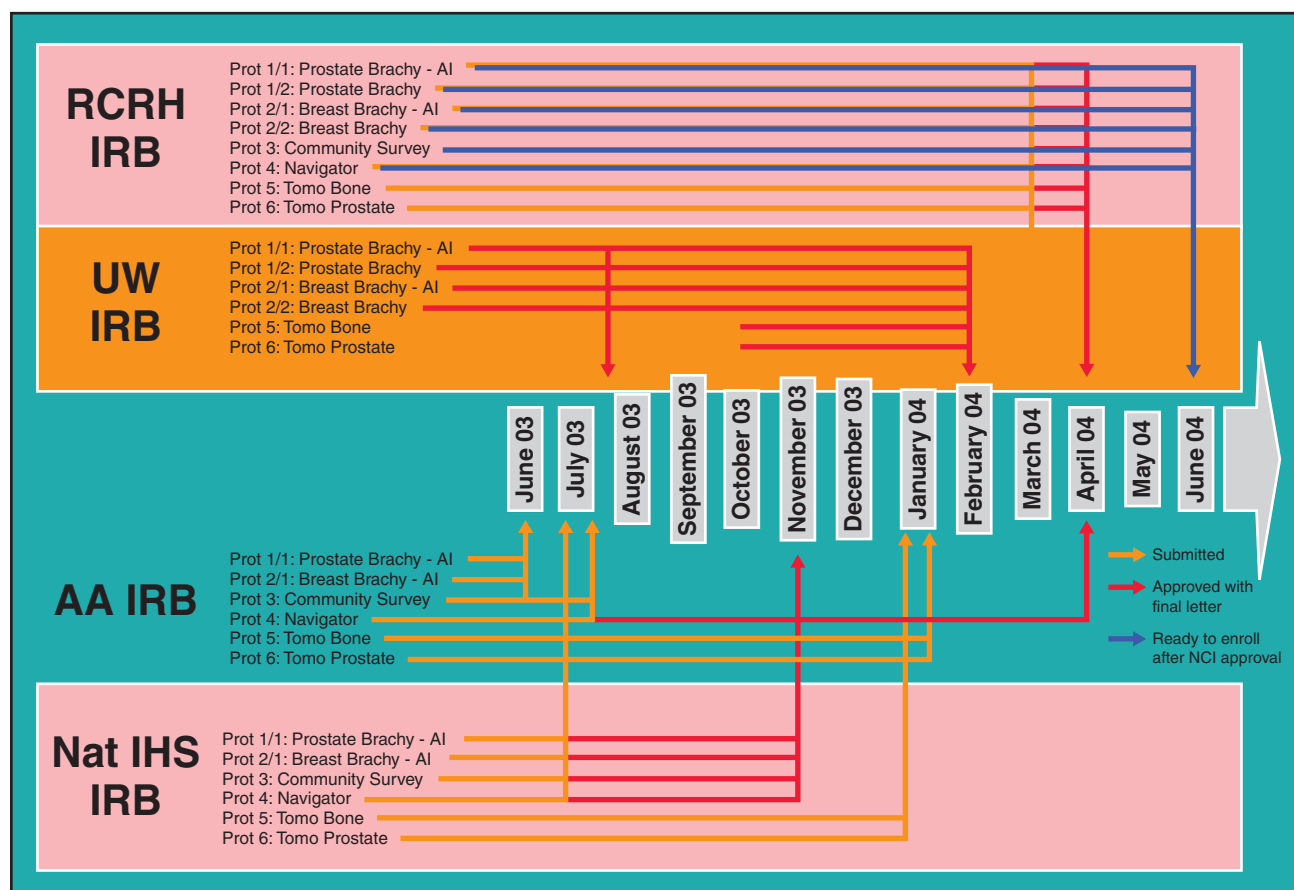 RCRH
IRB
Prot 1/1: Prostate Brachy - AI
Prot 1/2: Prostate Brachy
Prot 2/1: Breast Brachy - AI
Prot 2/2: Breast Brachy
Prot 3: Community Survey
Prot 4: Navigator
Prot 5: Tomo Bone
Prot 6: Tomo Prostate
UW
IRB
Prot 1/1: Prostate Brachy - AI
Prot 1/2: Prostate Brachy
Prot 2/1: Breast Brachy - AI
Prot 2/2: Breast Brachy
Prot 5: Tomo Bone
Prot 6: Tomo Prostate
June 03
July 03
August 03
September 03
October 03
November 03
December 03
January 04
February 04
March 04
April 04
May 04
June 04
AA IRB
Prot 1/1: Prostate Brachy - AI
Prot 2/1: Breast Brachy - AI
Prot 3: Community Survey
Prot 4: Navigator
Prot 5: Tomo Bone
Prot 6: Tomo Prostate
Submitted
Approved with
final letter
Ready to enroll
after NCI approval
Nat IHS
IRB
Prot 1/1: Prostate Brachy - AI
Prot 2/1: Breast Brachy - AI
Prot 3: Community Survey
Prot 4: Navigator
Prot 5: Tomo Bone
Prot 6: Tomo Prostate